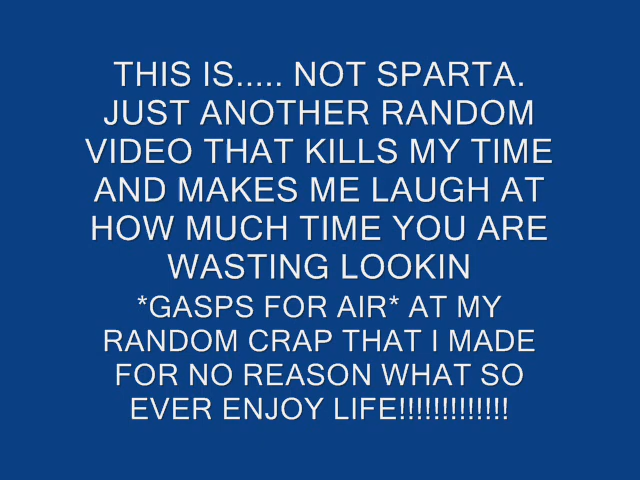 THIS IS..... NOT SPARTA.
JUST ANOTHER RANDOM
VIDEO THAT KILLS MY TIME
AND MAKES ME LAUGH AT
HOW MUCH TIME YOU ARE
WASTING LOOKIN
*GASPS FOR AIR* AT MY
RANDOM CRAP THAT I MADE
FOR NO REASON WHAT SO
EVER ENJOY LIFE!!!!!!!!!!!!!